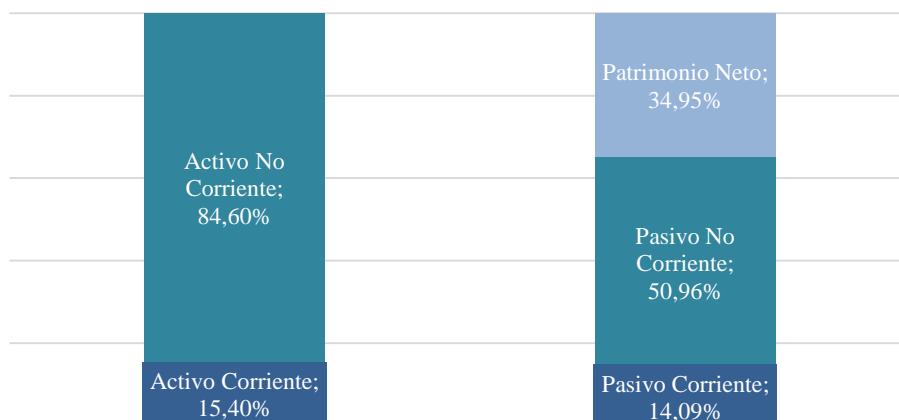 Activo No
Corriente;
84,60%
Activo Corriente;
15,40%
Patrimonio Neto;
34,95%
Pasivo No
Corriente;
50,96%
Pasivo Corriente;
14,09%